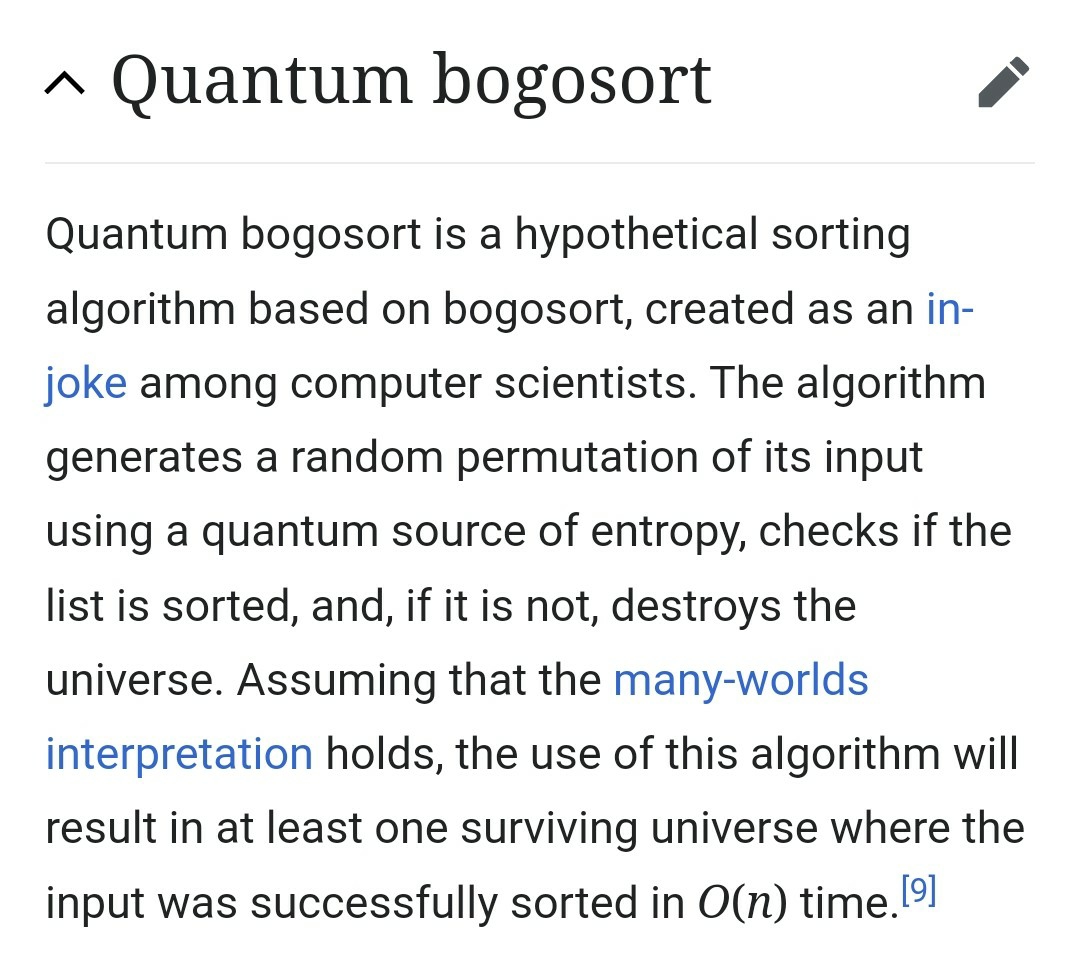 Quantum bogosort
Quantum bogosort is a hypothetical sorting
algorithm based on bogosort, created as an in-
joke among computer scientists. The algorithm
generates a random permutation of its input
using a quantum source of entropy, checks if the
list is sorted, and, if it is not, destroys the
universe. Assuming that the many-worlds
interpretation holds, the use of this algorithm will
result in at least one surviving universe where the
input was successfully sorted in O(n) time.[9]